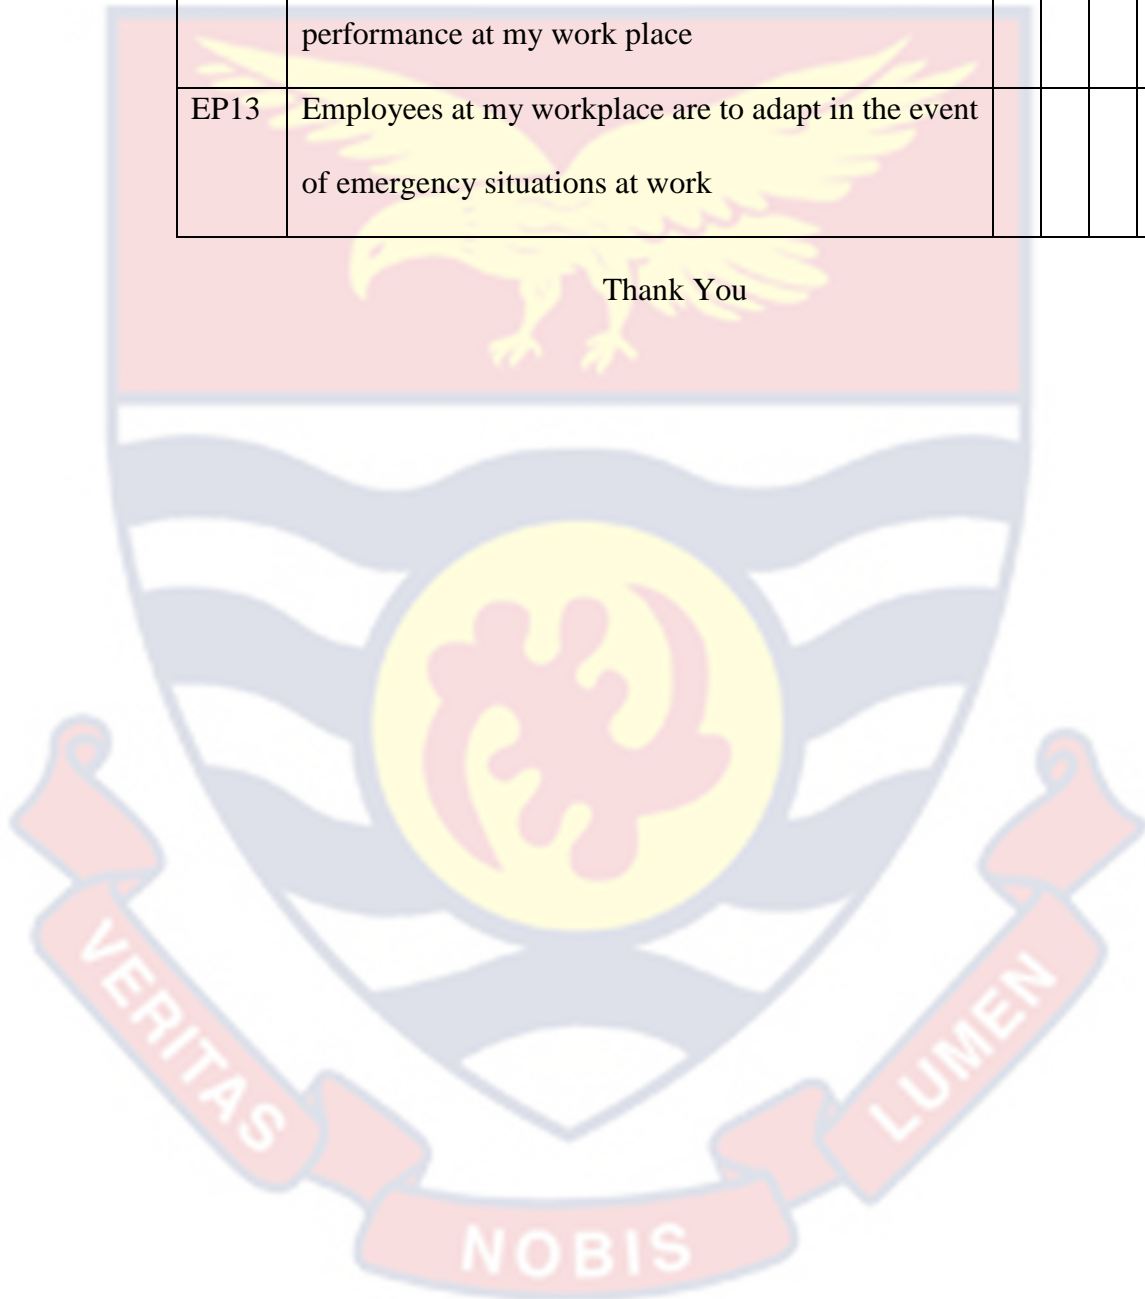 performance at my work place
EP13 Employees at my workplace are to adapt in the event
of emergency situations at work
Thank You
VERITAS
NOBIS
LUMEN